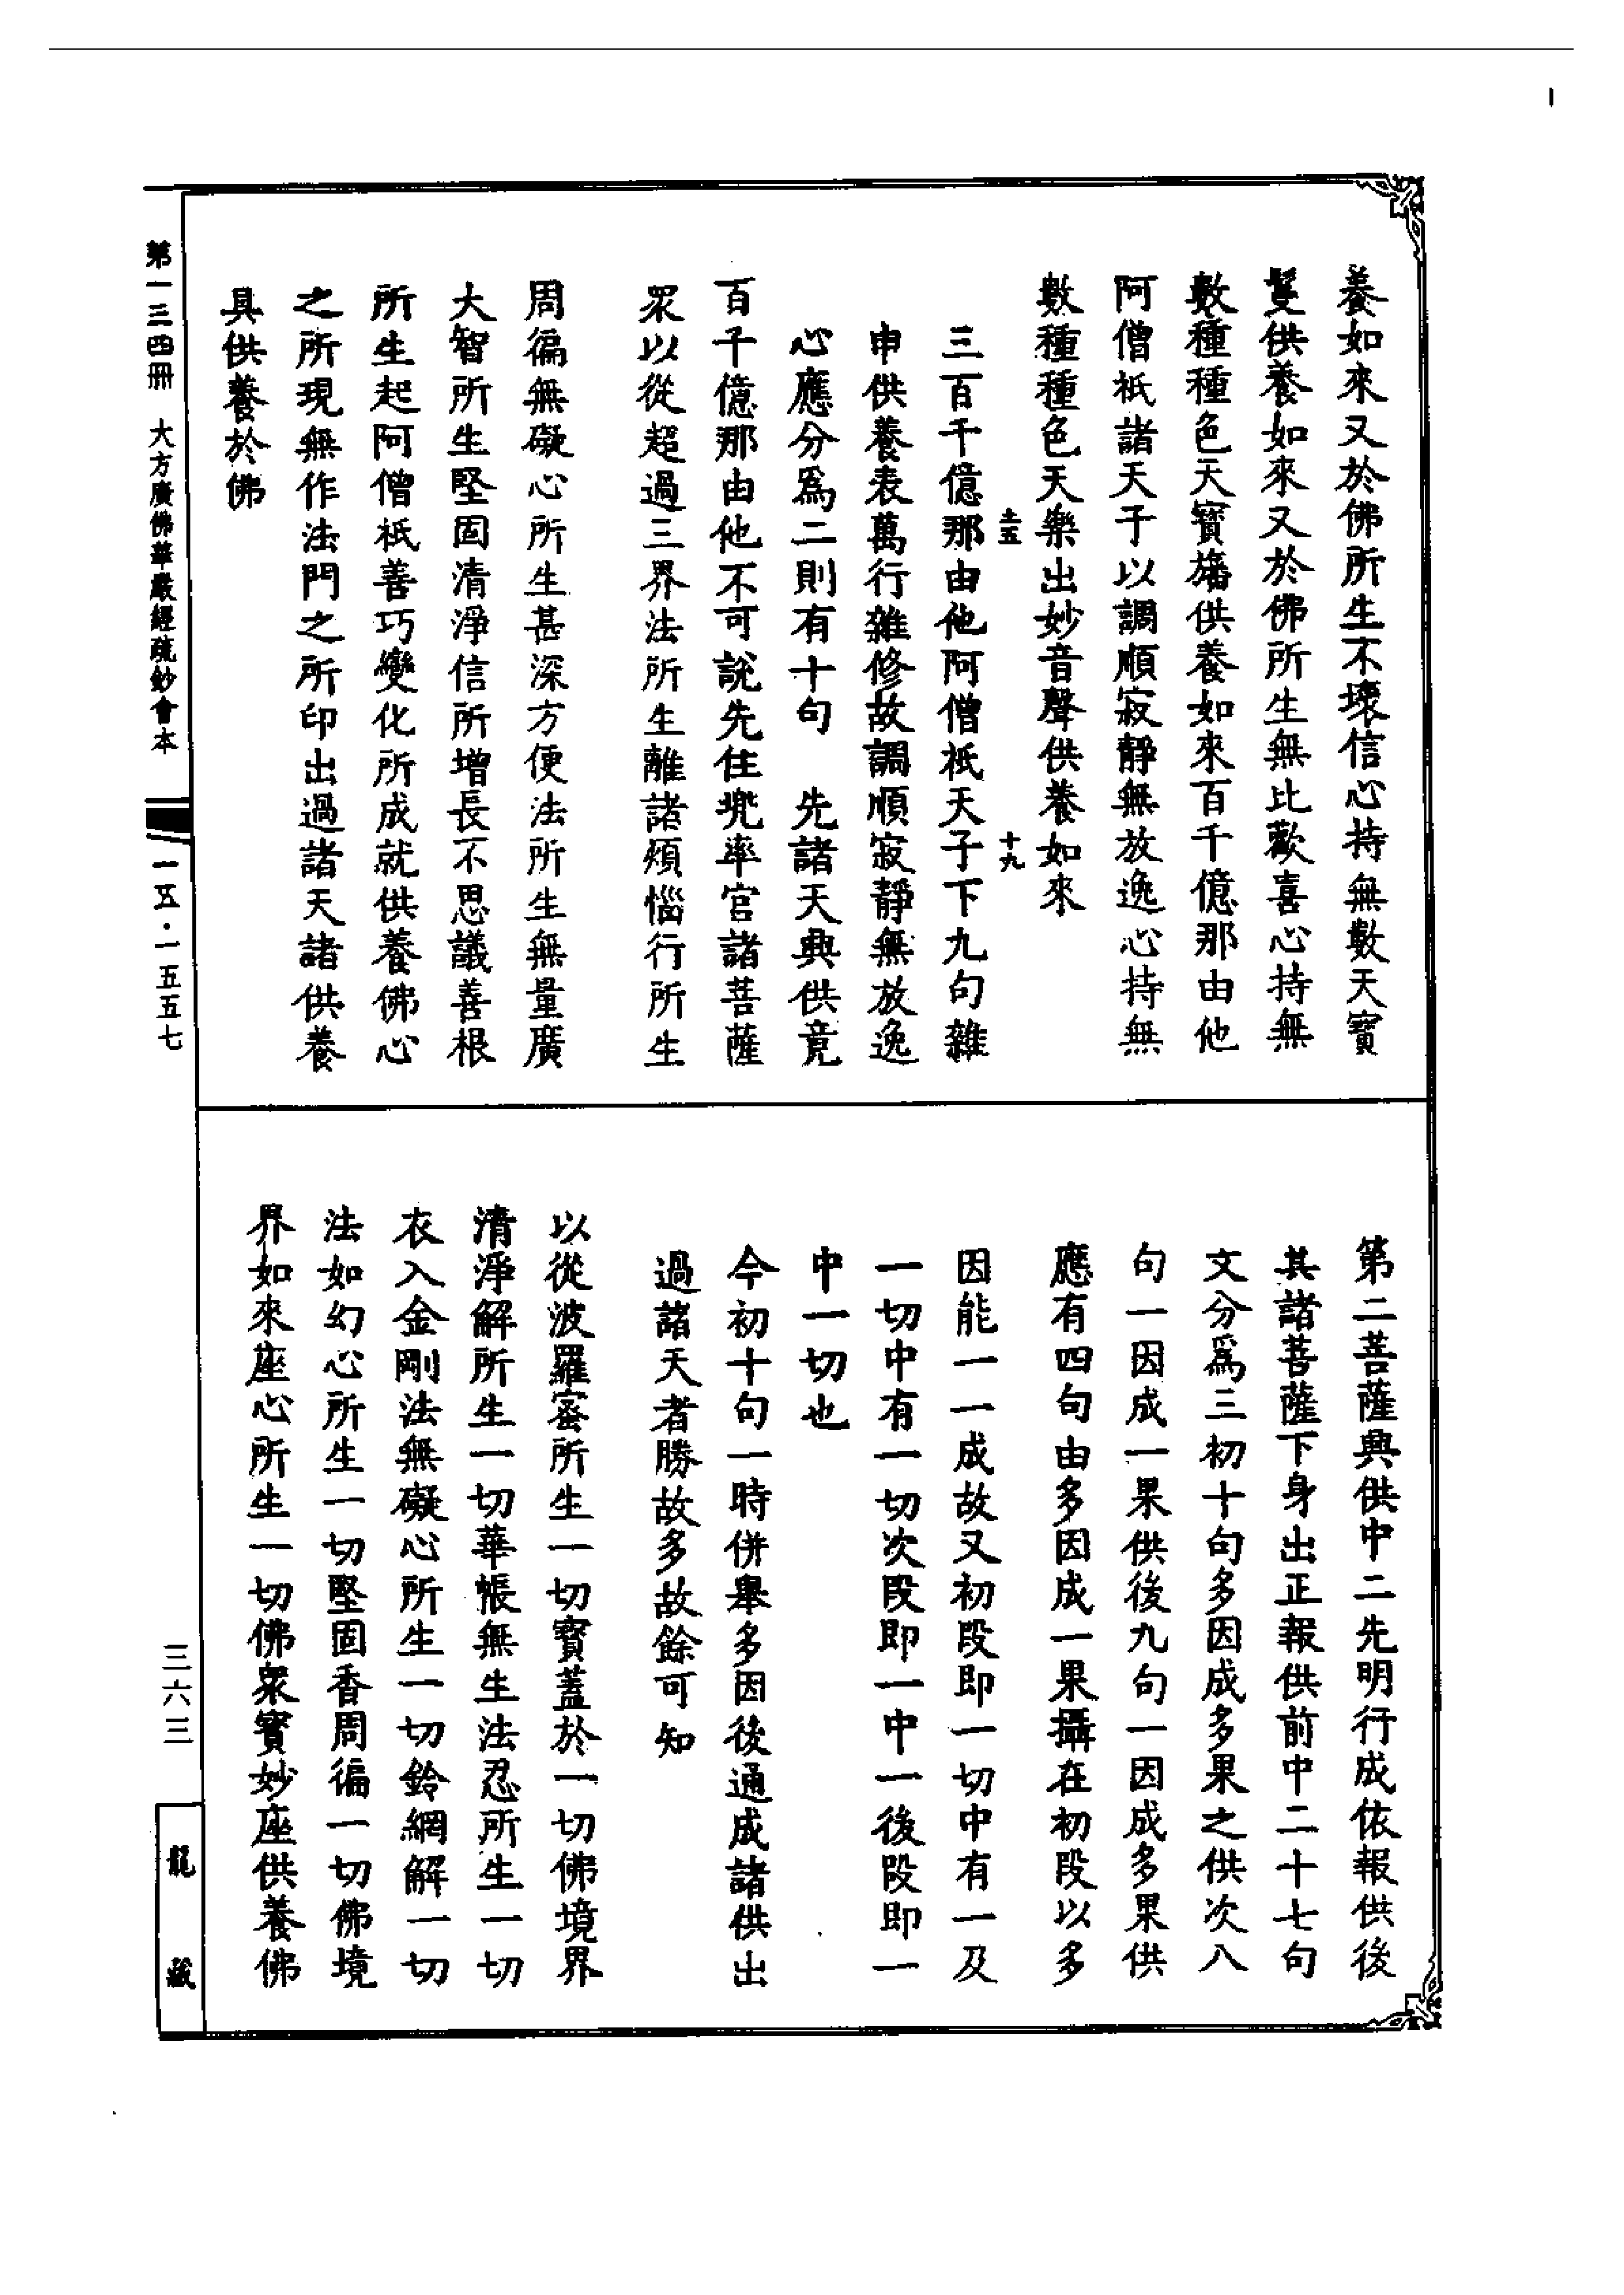 養如來又於佛所生不壞信心持無數天寶
鬘供養如來又於佛所生無比歡喜心持無
數種種色天寶旛供養如來百千億那由他
阿僧祇諸天子以調順寂靜無放逸心持無
數種種色天樂出妙音聲供養如來
十九
三百千億那由他阿僧祇天子下九句雜
申供養表萬行雜修故調順寂靜無放逸
心應分爲二則有十句　先諸天興供竟
百千億那由他不可說先住兜率宮諸菩薩
眾以從超過三界法所生離諸煩惱行所生
周徧無礙心所生甚深方便法所生無量廣
大智所生堅固清淨信所增長不思議善根
所生起阿僧祇善巧變化所成就供養佛心
之所現無作法門之所印出過諸天諸供養
具供養於佛
第二菩薩興供中二先明行成依報供後
其諸菩薩下身出正報供前中二十七句
文分爲三初十句多因成多果之供次八
句一因成一果供後九句一因成多果供
應有四句由多因成一果攝在初段以多
因能一一成故又初段即一切中有一及
一切中有一切次段即一中一後段即一
中一切也
今初十句一時併舉多因後通成諸供出
過諸天者勝故多故餘可知
以從波羅蜜所生一切寶蓋於一切佛境界
清淨解所生一切華帳無生法忍所生一切
衣入金剛法無礙心所生一切鈴網解一切
法如幻心所生一切堅固香周徧一切佛境
界如來座心所生一切佛眾寶妙座供養佛
第一三四冊　大方廣佛華嚴經疏鈔會本
一五·一五五七
三六三
龍藏